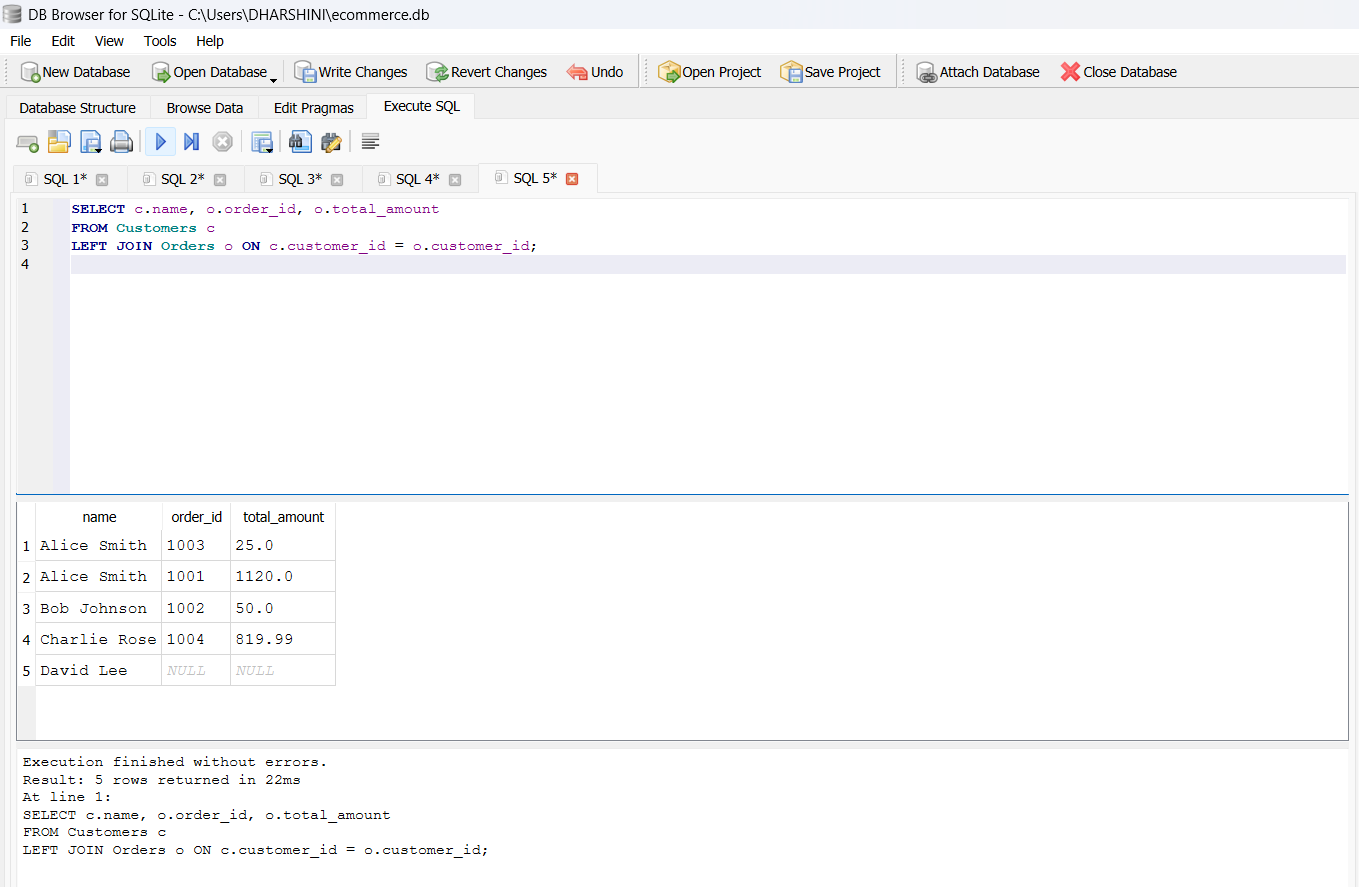 DB Browser for SQLite - C:\Users\DHARSHINI\ecommerce.db
File Edit View Tools Help
New Database Open Database Write Changes Revert Changes Undo Open Project Save Project Attach Database Close Database
Database Structure Browse Data Edit Pragmas Execute SQL
SQL 1* SQL 2* SQL 3* SQL 4* SQL 5*
1 SELECT c.name, o.order_id, o.total_amount
2 FROM Customers c
3 LEFT JOIN Orders o ON c.customer_id = o.customer_id;
4
name order_id total_amount
1 Alice Smith 1003 25.0
2 Alice Smith 1001 1120.0
3 Bob Johnson 1002 50.0
4 Charlie Rose 1004 819.99
5 David Lee NULL NULL
Execution finished without errors.
Result: 5 rows returned in 22ms
At line 1:
SELECT c.name, o.order_id, o.total_amount
FROM Customers c
LEFT JOIN Orders o ON c.customer_id = o.customer_id;